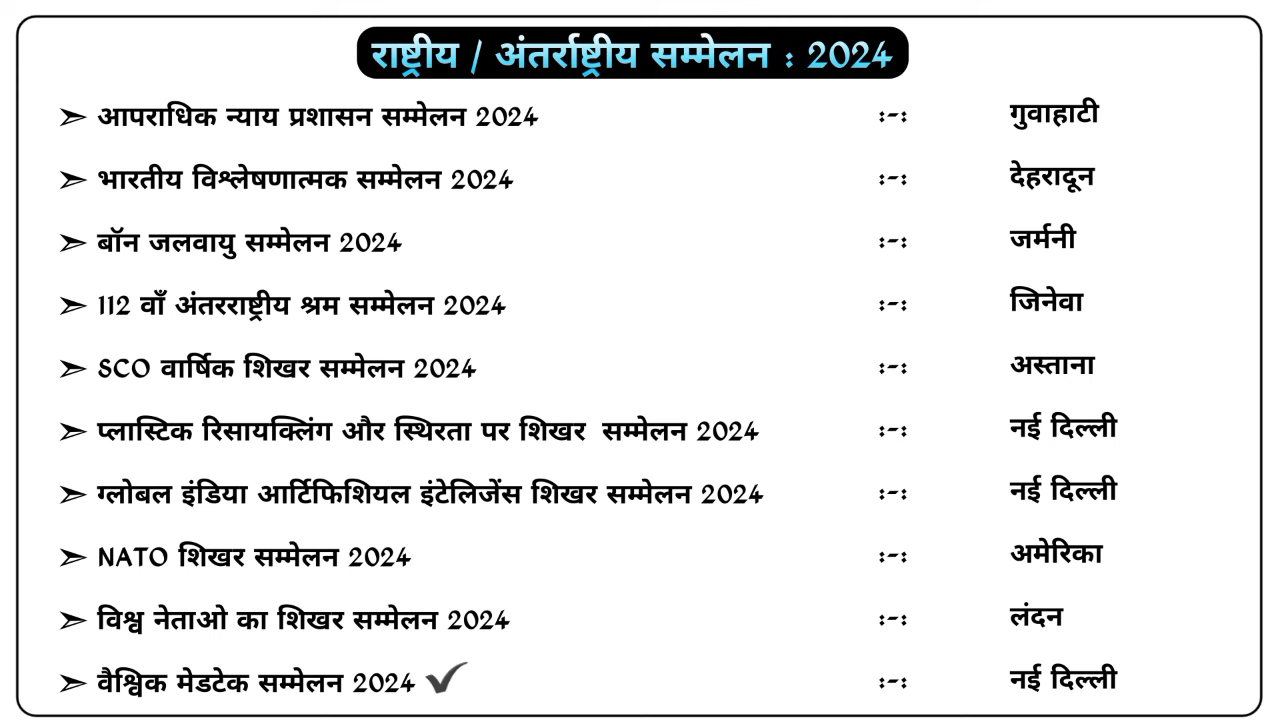 राष्ट्रीय / अंतर्राष्ट्रीय सम्मेलन : 2024
➣ आपराधिक न्याय प्रशासन सम्मेलन 2024 :-: गुवाहाटी
➣ भारतीय विश्लेषणात्मक सम्मेलन 2024 :-: देहरादून
➣ बॉन जलवायु सम्मेलन 2024 :-: जर्मनी
➣ 112 वाँ अंतरराष्ट्रीय श्रम सम्मेलन 2024 :-: जिनेवा
➣ SCO वार्षिक शिखर सम्मेलन 2024 :-: अस्ताना
➣ प्लास्टिक रिसायक्लिंग और स्थिरता पर शिखर सम्मेलन 2024 :-: नई दिल्ली
➣ ग्लोबल इंडिया आर्टिफिशियल इंटेलिजेंस शिखर सम्मेलन 2024 :-: नई दिल्ली
➣ NATO शिखर सम्मेलन 2024 :-: अमेरिका
➣ विश्व नेताओ का शिखर सम्मेलन 2024 :-: लंदन
➣ वैश्विक मेडटेक सम्मेलन 2024 ✔ :-: नई दिल्ली